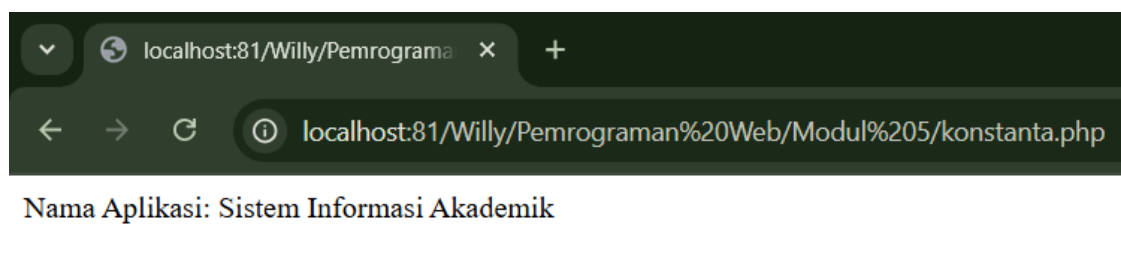 localhost:81/Willy/Pemrograma
localhost:81/Willy/Pemrograman%20Web/Modul%205/konstanta.php
Nama Aplikasi: Sistem Informasi Akademik